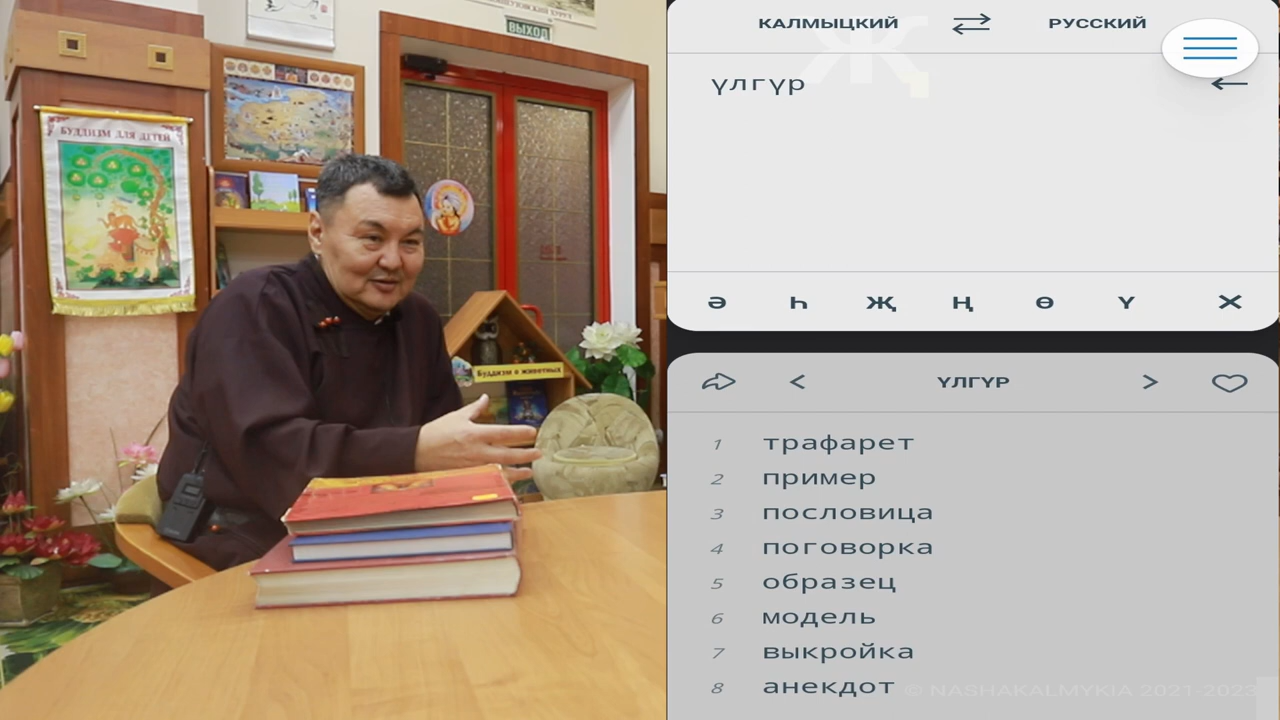 ВЫХОД
БУДДИЗМ ДЛЯ ДЕТЕЙ
Буддизм о животных
КАЛМЫЦКИЙ
РУССКИЙ
үлгүр
ә һ җ ң ө ү ×
< ҮЛГҮР >
1 трафарет
2 пример
3 пословица
4 поговорка
5 образец
6 модель
7 выкройка
8 анекдот
© NASHAKALMYKIA 2021-2023